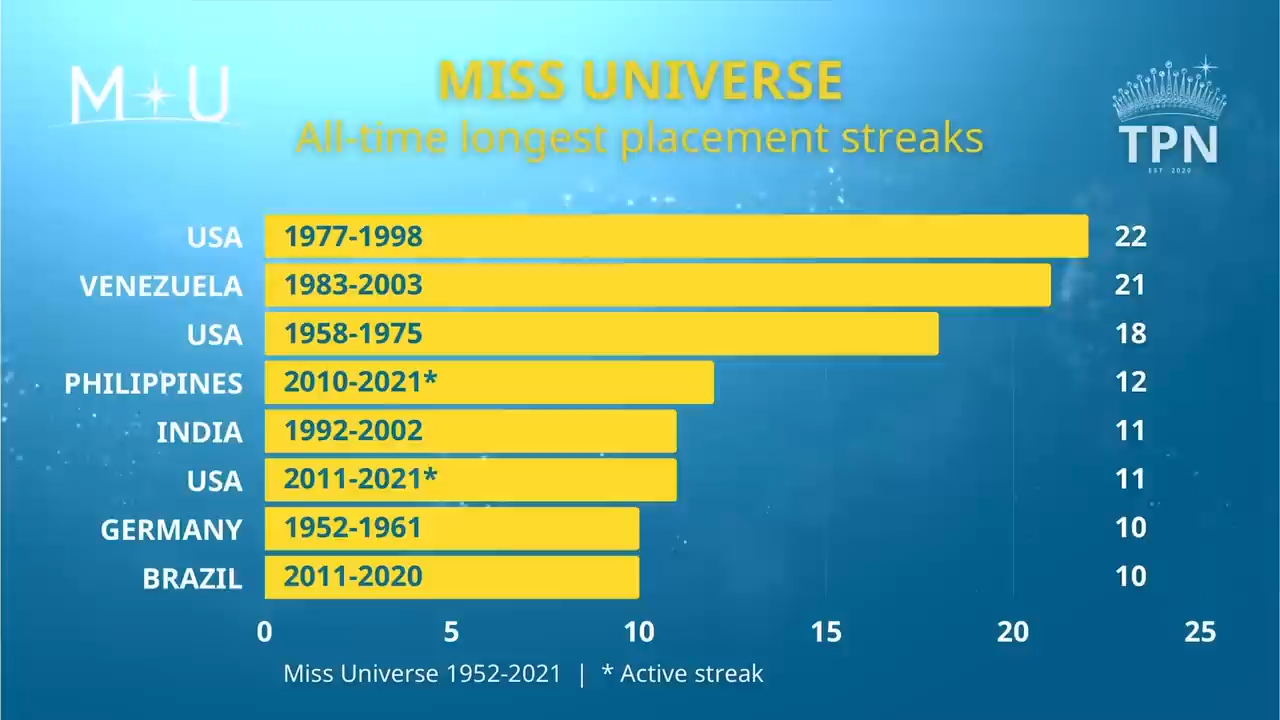 M U
MISS UNIVERSE
All-time longest placement streaks
TPN
EST 2020
USA 1977-1998 22
VENEZUELA 1983-2003 21
USA 1958-1975 18
PHILIPPINES 2010-2021* 12
INDIA 1992-2002 11
USA 2011-2021* 11
GERMANY 1952-1961 10
BRAZIL 2011-2020 10
0 5 10 15 20 25
Miss Universe 1952-2021 | * Active streak